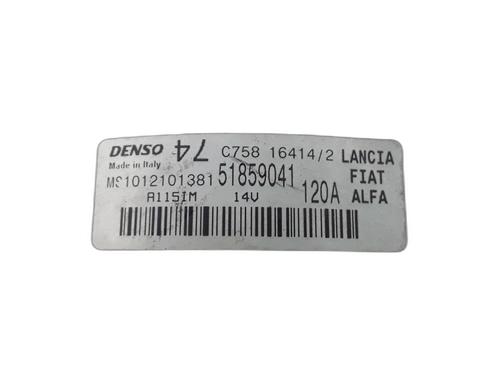 DENSO 74 C758 16414/2 LANCIA
Made in Italy
MS1012101381 51859041 120A FIAT
A115IM 14V ALFA